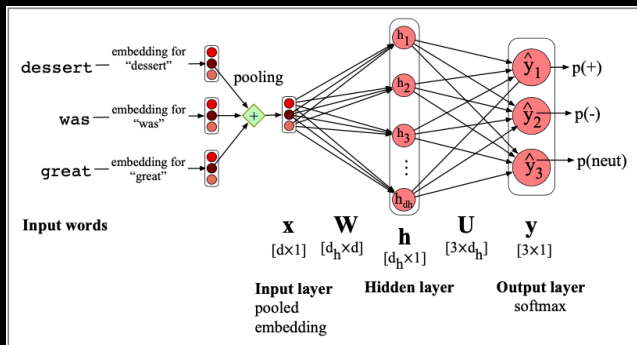 dessert
embedding for
“dessert”
pooling
was
embedding for
“was”
+
great
embedding for
“great”
h1
h2
h3
⋮
hdh
ŷ1
ŷ2
ŷ3
p(+)
p(-)
p(neut)
Input words
x W h U y
[d×1] [dh×d] [dh×1] [3×dh] [3×1]
Input layer Hidden layer Output layer
pooled softmax
embedding